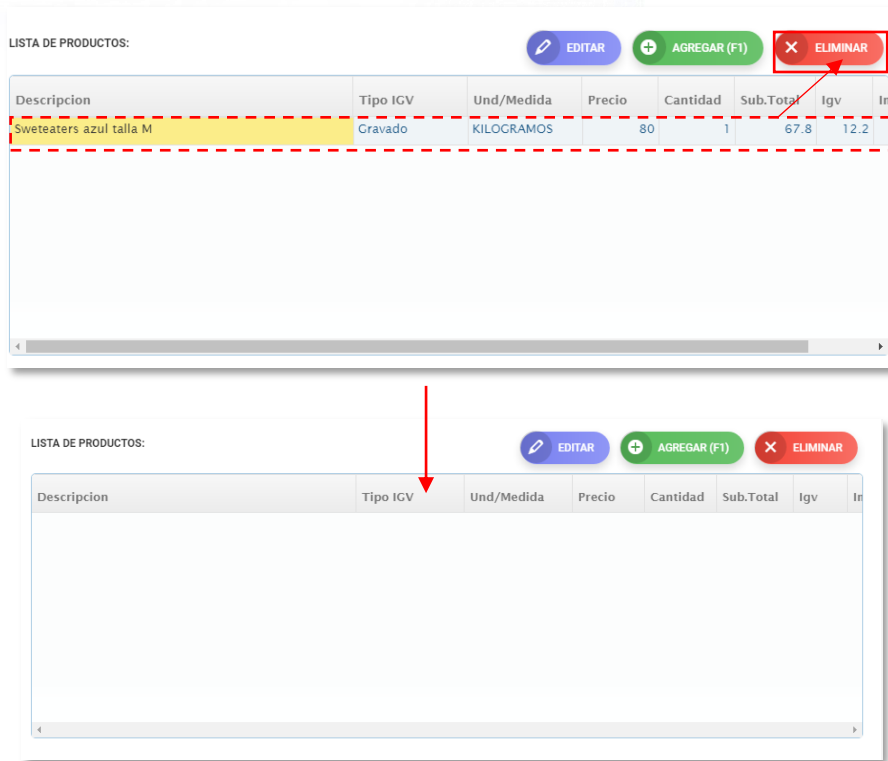 LISTA DE PRODUCTOS: EDITAR AGREGAR (F1) ELIMINAR
Descripcion Tipo IGV Und/Medida Precio Cantidad Sub.Total Igv
Sweteaters azul talla M Gravado KILOGRAMOS 80 1 67.8 12.2
LISTA DE PRODUCTOS: EDITAR AGREGAR (F1) ELIMINAR
Descripcion Tipo IGV Und/Medida Precio Cantidad Sub.Total Igv